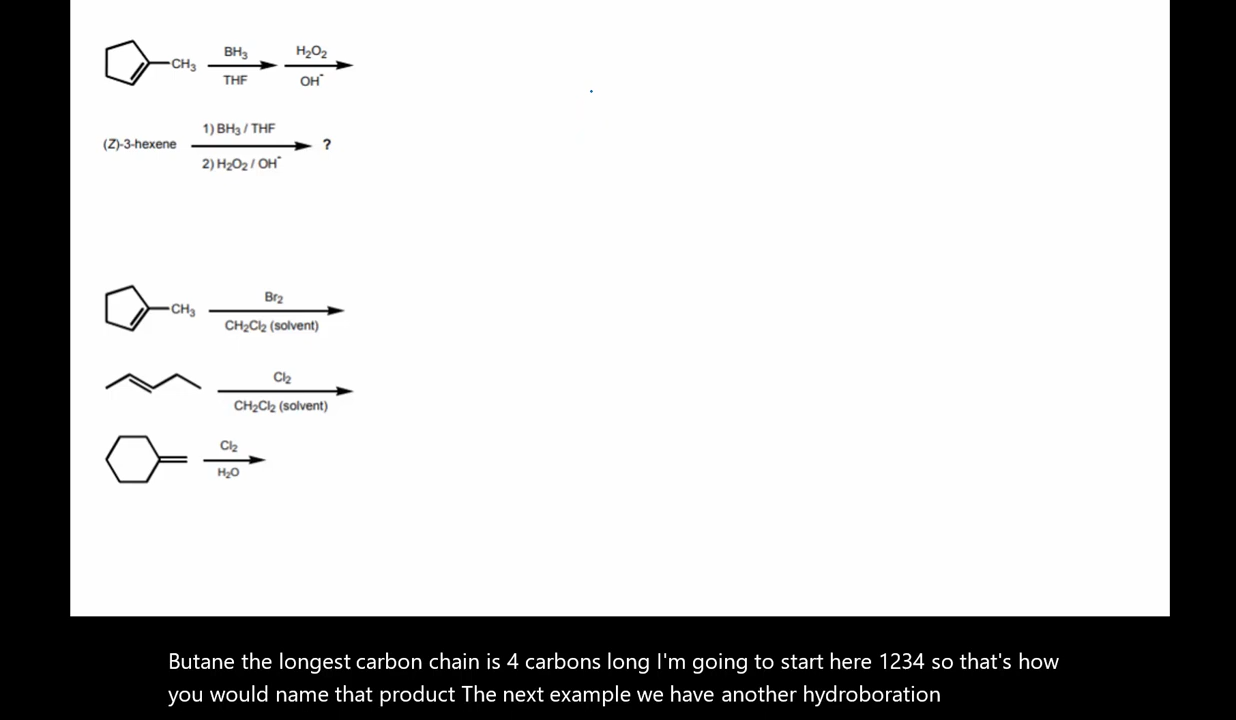 CH₃ BH₃ H₂O₂
THF OH⁻
(Z)-3-hexene 1) BH₃ / THF ?
2) H₂O₂ / OH⁻
CH₃ Br₂
CH₂Cl₂ (solvent)
Cl₂
CH₂Cl₂ (solvent)
Cl₂
H₂O
Butane the longest carbon chain is 4 carbons long I'm going to start here 1234 so that's how
you would name that product The next example we have another hydroboration